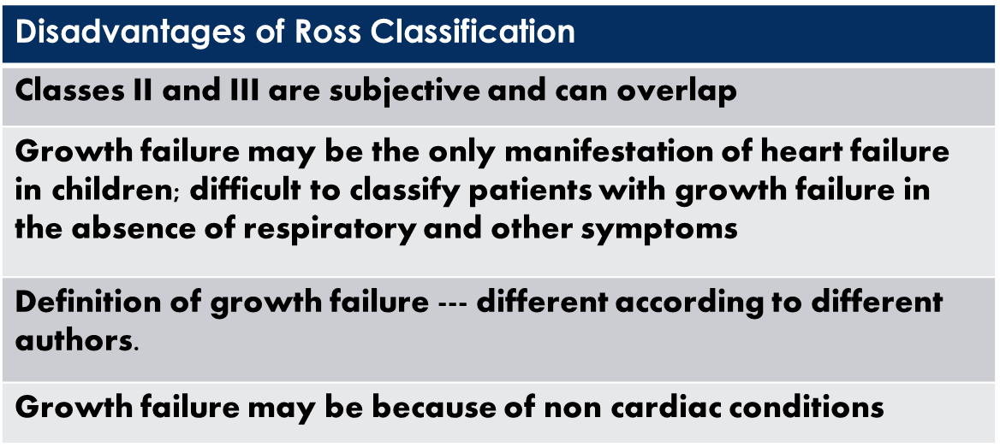 Disadvantages of Ross Classification
Classes II and III are subjective and can overlap
Growth failure may be the only manifestation of heart failure
in children; difficult to classify patients with growth failure in
the absence of respiratory and other symptoms
Definition of growth failure --- different according to different
authors.
Growth failure may be because of non cardiac conditions